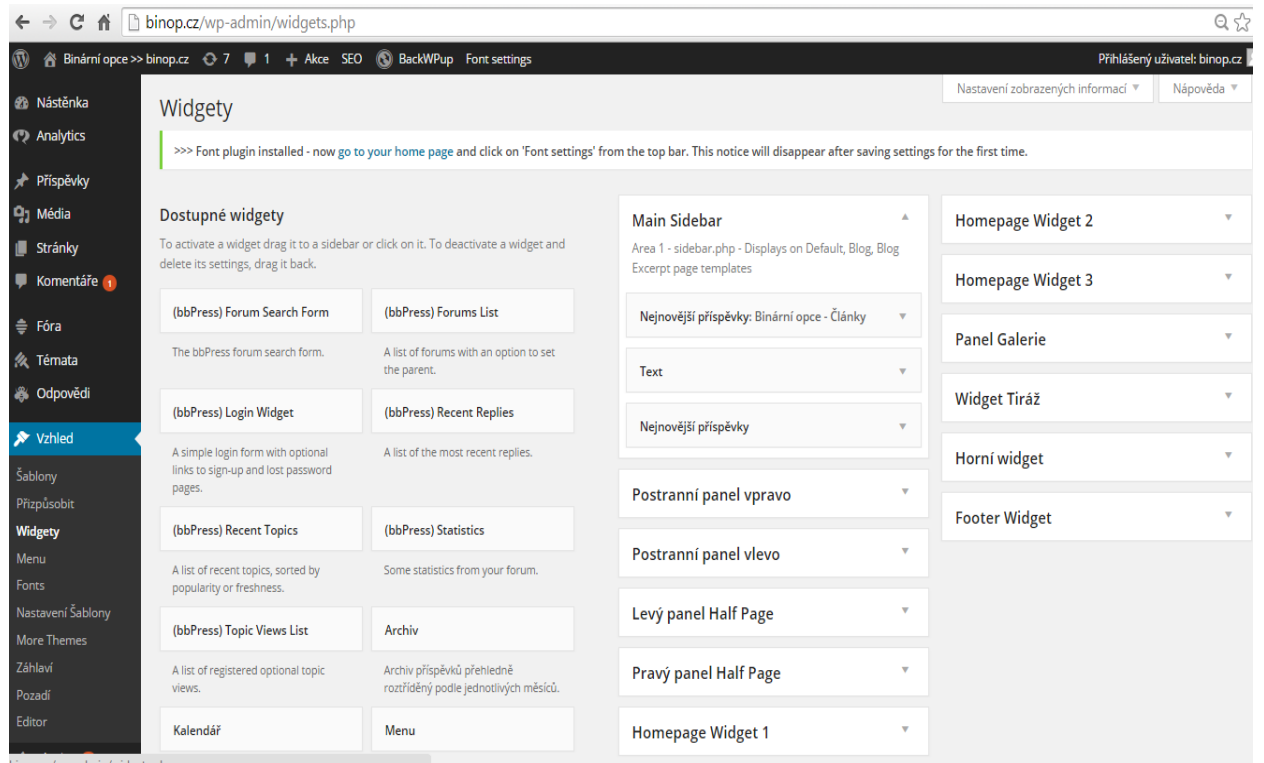 binop.cz/wp-admin/widgets.php
Binární opce >> binop.cz 7 1 + Akce SEO BackWPup Font settings
Přihlášený uživatel: binop.cz
Nastavení zobrazených informací
Nápověda
Nástěnka
Analytics
Příspěvky
Média
Stránky
Komentáře 1
Fóra
Témata
Odpovědi
Vzhled
Šablony
Přizpůsobit
Widgety
Menu
Fonts
Nastavení Šablony
More Themes
Záhlaví
Pozadí
Editor
Widgety
>>> Font plugin installed - now go to your home page and click on 'Font settings' from the top bar. This notice will disappear after saving settings for the first time.
Dostupné widgety
To activate a widget drag it to a sidebar or click on it. To deactivate a widget and
delete its settings, drag it back.
(bbPress) Forum Search Form
The bbPress forum search form.
(bbPress) Forums List
A list of forums with an option to set
the parent.
(bbPress) Login Widget
A simple login form with optional
links to sign-up and lost password
pages.
(bbPress) Recent Replies
A list of the most recent replies.
(bbPress) Recent Topics
A list of recent topics, sorted by
popularity or freshness.
(bbPress) Statistics
Some statistics from your forum.
(bbPress) Topic Views List
A list of registered optional topic
views.
Archiv
Archiv příspěvků přehledně
roztříděný podle jednotlivých měsíců.
Kalendář
Menu
Main Sidebar
Area 1 - sidebar.php - Displays on Default, Blog, Blog
Excerpt page templates
Nejnovější příspěvky: Binární opce - Články
Text
Nejnovější příspěvky
Postranní panel vpravo
Postranní panel vlevo
Levý panel Half Page
Pravý panel Half Page
Homepage Widget 1
Homepage Widget 2
Homepage Widget 3
Panel Galerie
Widget Tiráž
Horní widget
Footer Widget